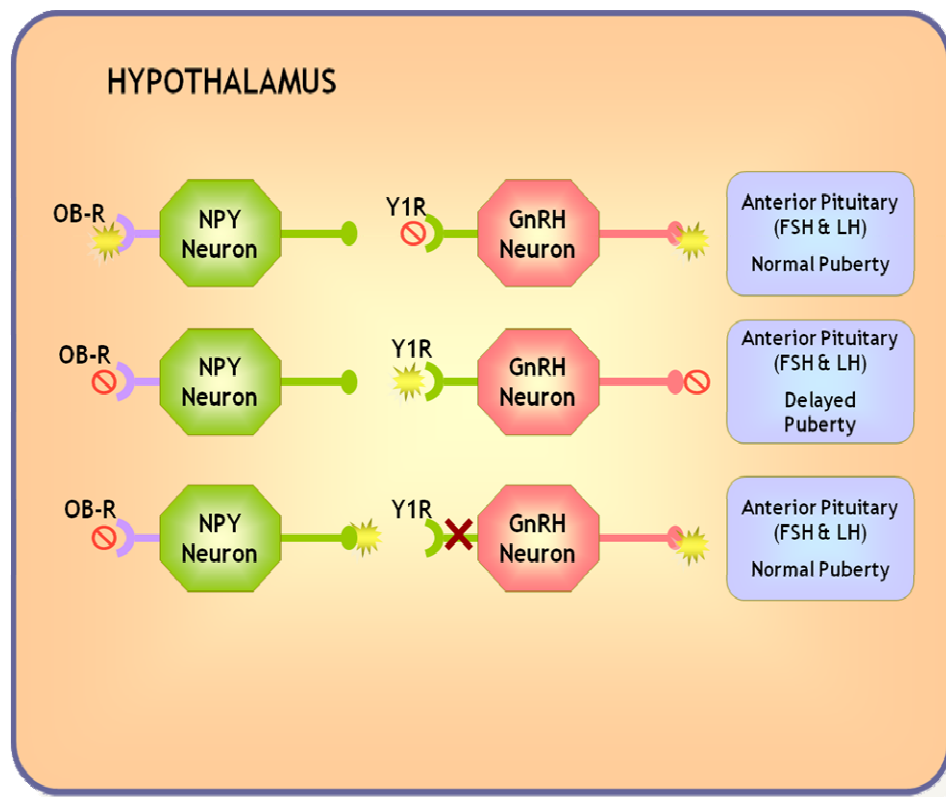 HYPOTHALAMUS
OB-R
NPY
Neuron
Y1R
GnRH
Neuron
Anterior Pituitary
(FSH & LH)
Normal Puberty
OB-R
NPY
Neuron
Y1R
GnRH
Neuron
Anterior Pituitary
(FSH & LH)
Delayed
Puberty
OB-R
NPY
Neuron
Y1R
GnRH
Neuron
Anterior Pituitary
(FSH & LH)
Normal Puberty